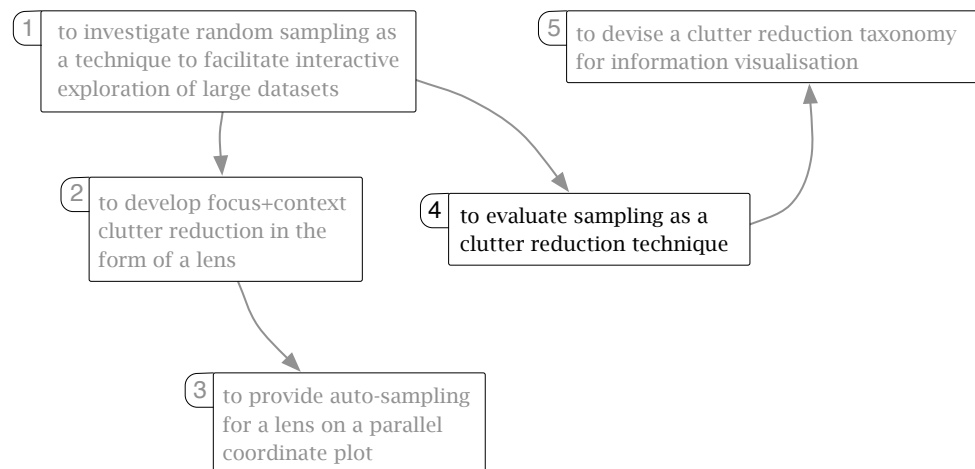 1
to investigate random sampling as
a technique to facilitate interactive
exploration of large datasets
5
to devise a clutter reduction taxonomy
for information visualisation
2
to develop focus+context
clutter reduction in the
form of a lens
4
to evaluate sampling as a
clutter reduction technique
3
to provide auto-sampling
for a lens on a parallel
coordinate plot